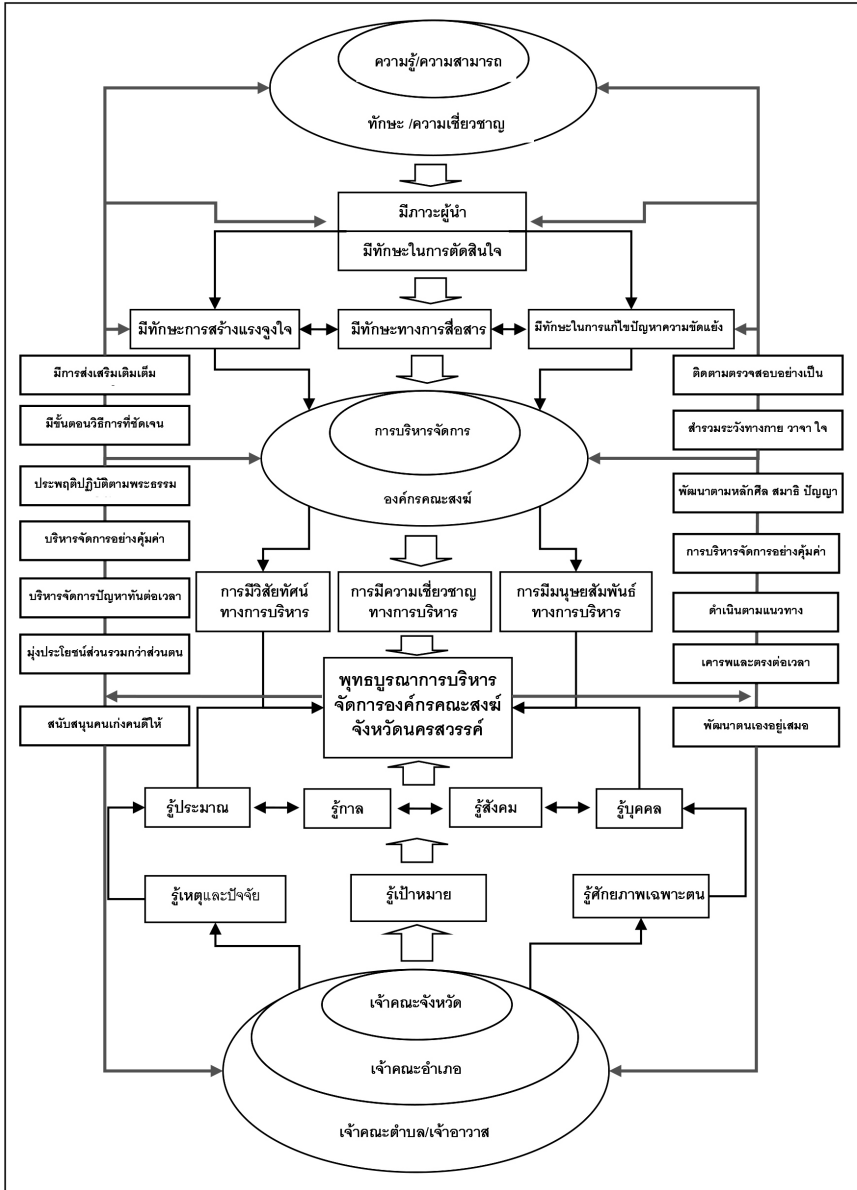 ความรู้/ความสามารถ
ทักษะ /ความเชี่ยวชาญ
มีภาวะผู้นำ
มีทักษะในการตัดสินใจ
มีทักษะการสร้างแรงจูงใจ
มีทักษะทางการสื่อสาร
มีทักษะในการแก้ไขปัญหาความขัดแย้ง
มีการส่งเสริมเติมเต็ม
มีขั้นตอนวิธีการที่ชัดเจน
ประพฤติปฏิบัติตามพระธรรม
บริหารจัดการอย่างคุ้มค่า
บริหารจัดการปัญหาทันต่อเวลา
มุ่งประโยชน์ส่วนรวมกว่าส่วนตน
สนับสนุนคนเก่งคนดีให้
ติดตามตรวจสอบอย่างเป็น
สำรวมระวังทางกาย วาจา ใจ
พัฒนาตามหลักศีล สมาธิ ปัญญา
การบริหารจัดการอย่างคุ้มค่า
ดำเนินตามแนวทาง
เคารพและตรงต่อเวลา
พัฒนาตนเองอยู่เสมอ
การบริหารจัดการ
องค์กรคณะสงฆ์
การมีวิสัยทัศน์
ทางการบริหาร
การมีความเชี่ยวชาญ
ทางการบริหาร
การมีมนุษยสัมพันธ์
ทางการบริหาร
พุทธบูรณาการบริหาร
จัดการองค์กรคณะสงฆ์
จังหวัดนครสวรรค์
รู้ประมาณ
รู้กาล
รู้สังคม
รู้บุคคล
รู้เหตุและปัจจัย
รู้เป้าหมาย
รู้ศักยภาพเฉพาะตน
เจ้าคณะจังหวัด
เจ้าคณะอำเภอ
เจ้าคณะตำบล/เจ้าอาวาส